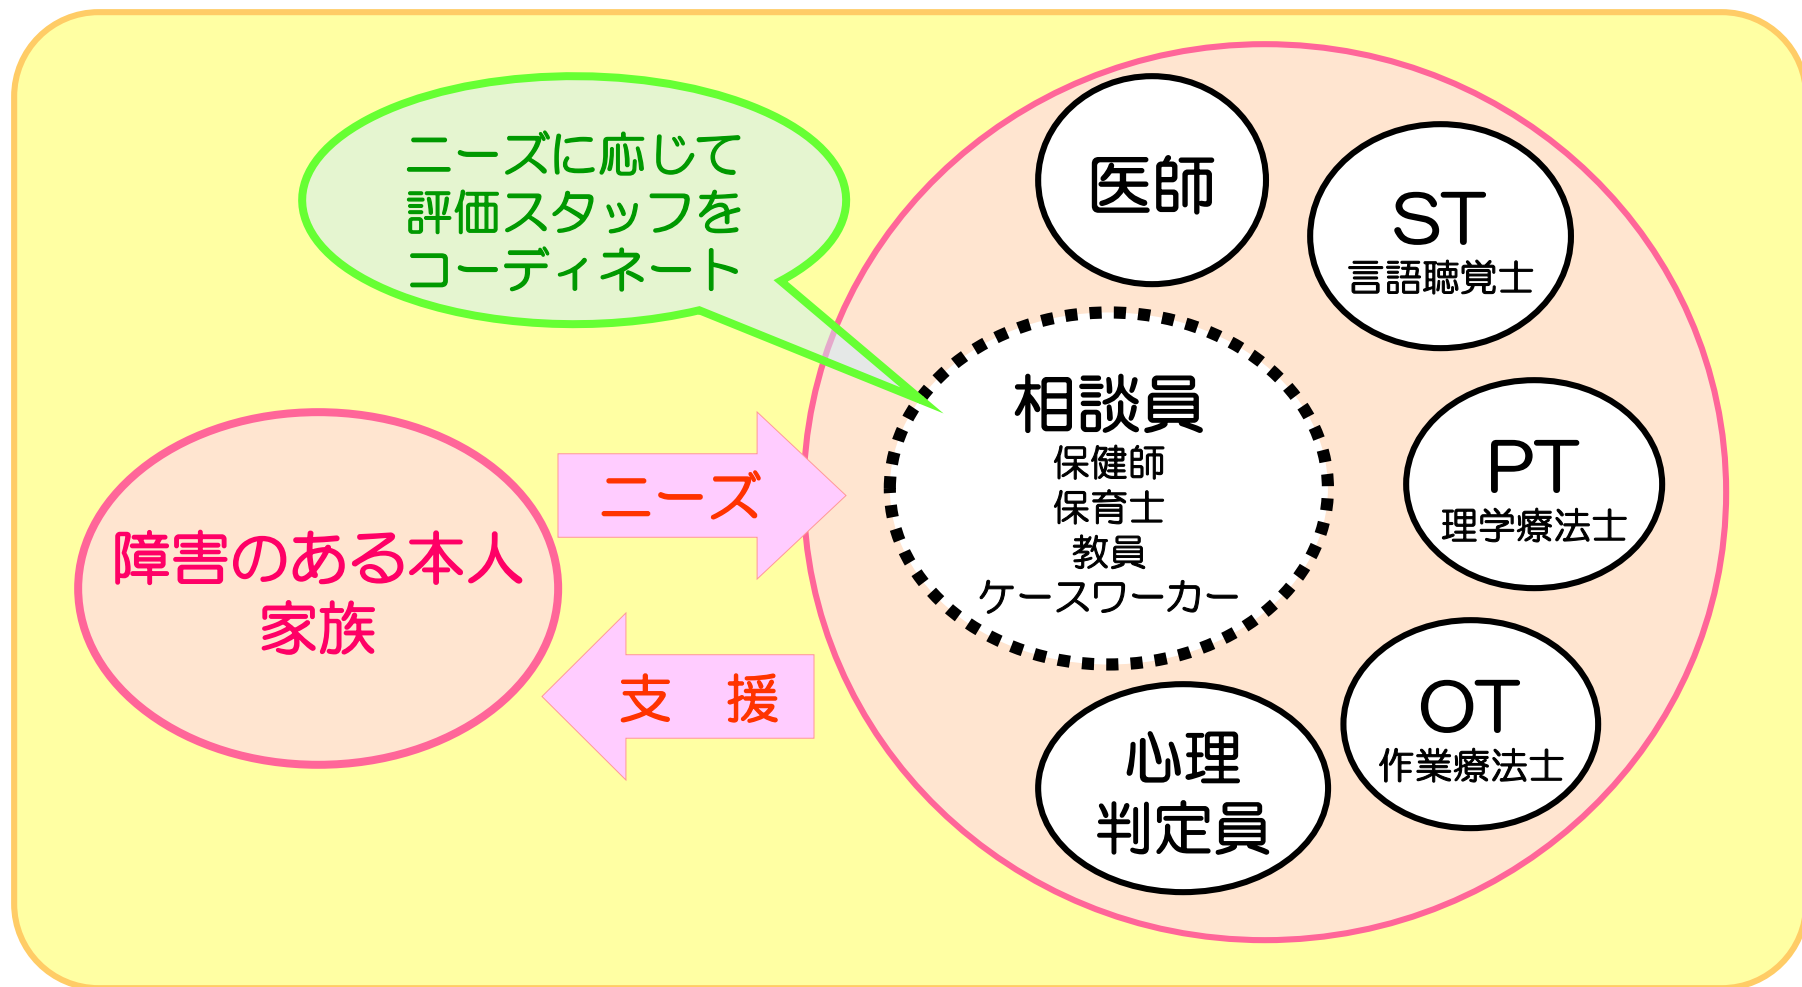 ニーズに応じて
評価スタッフを
コーディネート
障害のある本人
家族
ニーズ
支　援
医師
ST
言語聴覚士
相談員
保健師
保育士
教員
ケースワーカー
PT
理学療法士
OT
作業療法士
心理
判定員